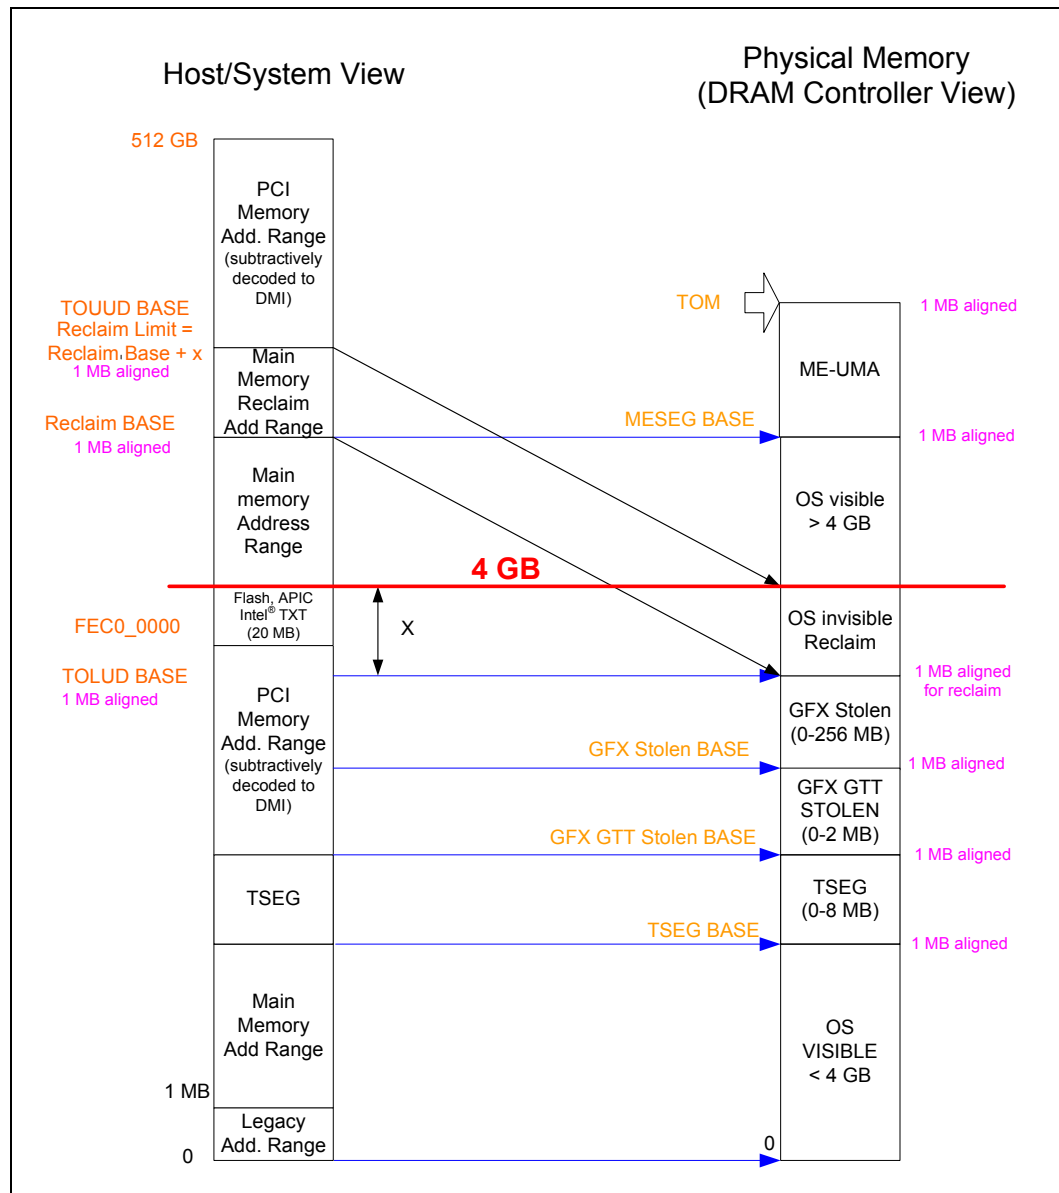 Host/System View
Physical Memory
(DRAM Controller View)
512 GB
PCI
Memory
Add. Range
(subtractively
decoded to
DMI)
TOUUD BASE
Reclaim Limit =
Reclaim Base + x
1 MB aligned
Main
Memory
Reclaim
Add Range
Reclaim BASE
1 MB aligned
Main
memory
Address
Range
4 GB
Flash, APIC
Intel® TXT
(20 MB)
FEC0_0000
X
TOLUD BASE
1 MB aligned
PCI
Memory
Add. Range
(subtractively
decoded to
DMI)
TSEG
Main
Memory
Add Range
1 MB
Legacy
Add. Range
0
TOM
1 MB aligned
ME-UMA
MESEG BASE
1 MB aligned
OS visible
> 4 GB
OS invisible
Reclaim
1 MB aligned
for reclaim
GFX Stolen
(0-256 MB)
GFX Stolen BASE
1 MB aligned
GFX GTT
STOLEN
(0-2 MB)
GFX GTT Stolen BASE
1 MB aligned
TSEG
(0-8 MB)
TSEG BASE
1 MB aligned
OS
VISIBLE
< 4 GB
0